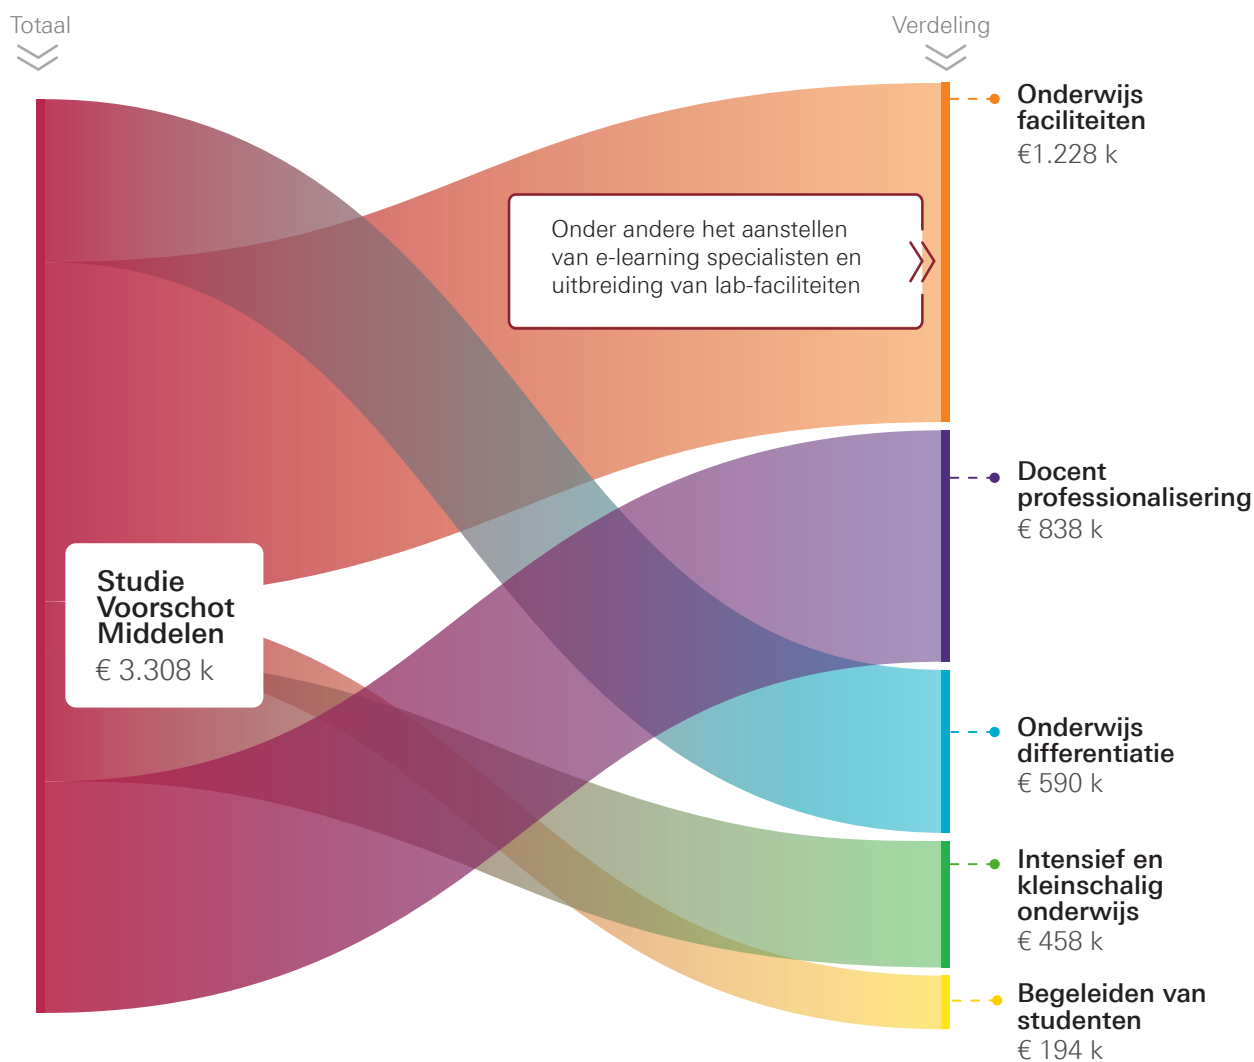 Totaal
Verdeling
Onderwijs
faciliteiten
€1.228 k
Onder andere het aanstellen
van e-learning specialisten en
uitbreiding van lab-faciliteiten
Docent
professionalisering
€ 838 k
Studie
Voorschot
Middelen
€ 3.308 k
Onderwijs
differentiatie
€ 590 k
Intensief en
kleinschalig
onderwijs
€ 458 k
Begeleiden van
studenten
€ 194 k